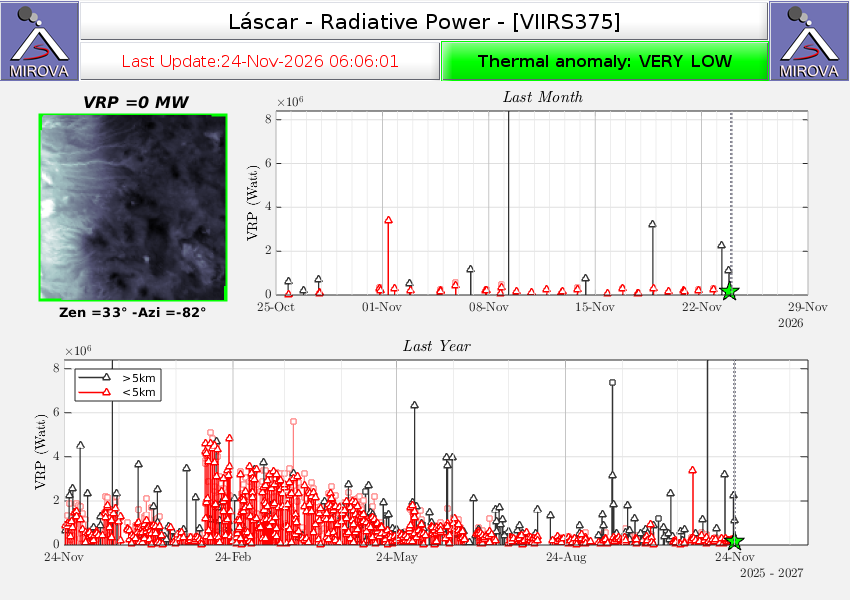 Láscar - Radiative Power - [VIIRS375]
MIROVA
Last Update:24-Nov-2026 06:06:01
Thermal anomaly: VERY LOW
MIROVA
VRP =0 MW
Zen =33° -Azi =-82°
Last Month
×10⁶
VRP (Watt)
8
6
4
2
0
25-Oct
01-Nov
08-Nov
15-Nov
22-Nov
29-Nov
2026
Last Year
×10⁶
VRP (Watt)
8
6
4
2
0
>5km
<5km
24-Nov
24-Feb
24-May
24-Aug
24-Nov
2025 - 2027